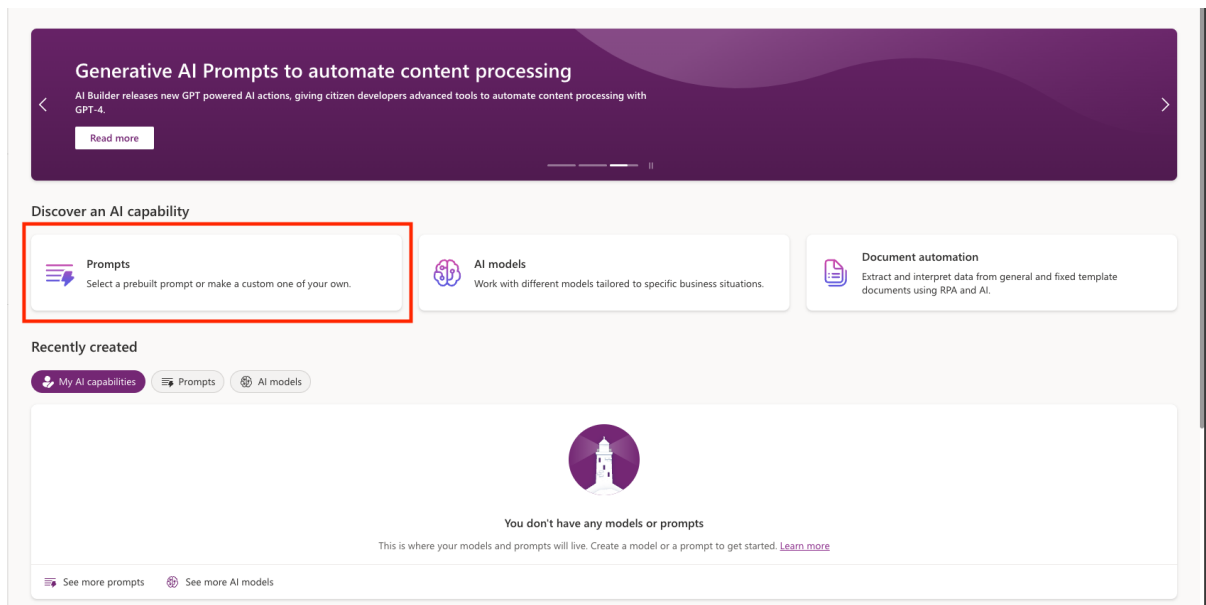 Generative AI Prompts to automate content processing
AI Builder releases new GPT powered AI actions, giving citizen developers advanced tools to automate content processing with
GPT-4.
Read more
Discover an AI capability
Prompts
Select a prebuilt prompt or make a custom one of your own.
AI models
Work with different models tailored to specific business situations.
Document automation
Extract and interpret data from general and fixed template
documents using RPA and AI.
Recently created
My AI capabilities
Prompts
AI models
You don't have any models or prompts
This is where your models and prompts will live. Create a model or a prompt to get started. Learn more
See more prompts
See more AI models